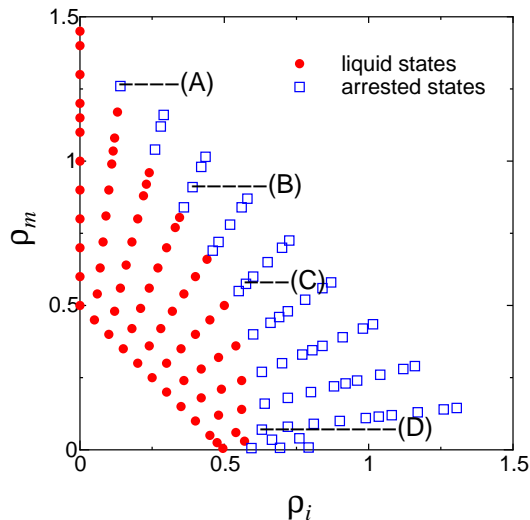 1.5
liquid states
(A)
arrested states
1
(B)
ρm
(C)
0.5
(D)
0
0 0.5 1 1.5
ρi